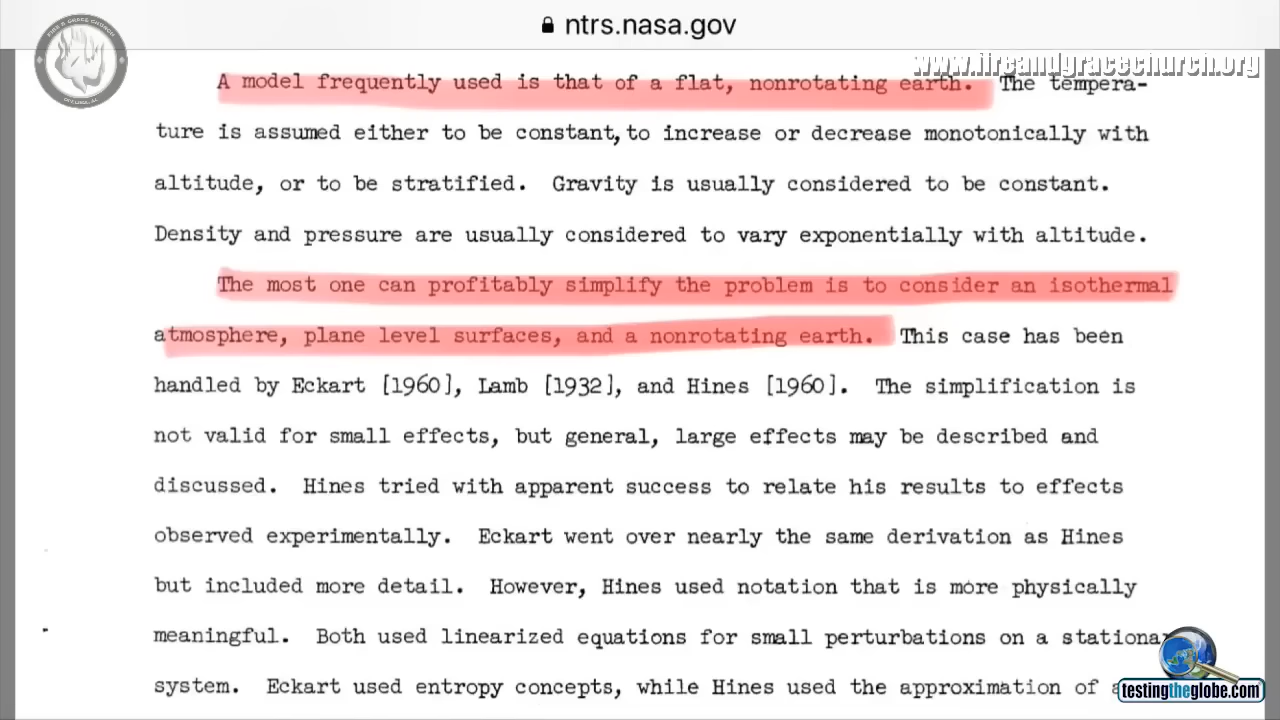 ntrs.nasa.gov
FIRE & GRACE CHURCH
www.fireandgracechurch.org
A model frequently used is that of a flat, nonrotating earth. The tempera-
ture is assumed either to be constant, to increase or decrease monotonically with
altitude, or to be stratified. Gravity is usually considered to be constant.
Density and pressure are usually considered to vary exponentially with altitude.
The most one can profitably simplify the problem is to consider an isothermal
atmosphere, plane level surfaces, and a nonrotating earth. This case has been
handled by Eckart [1960], Lamb [1932], and Hines [1960]. The simplification is
not valid for small effects, but general, large effects may be described and
discussed. Hines tried with apparent success to relate his results to effects
observed experimentally. Eckart went over nearly the same derivation as Hines
but included more detail. However, Hines used notation that is more physically
meaningful. Both used linearized equations for small perturbations on a stationa
system. Eckart used entropy concepts, while Hines used the approximation of
testingtheglobe.com